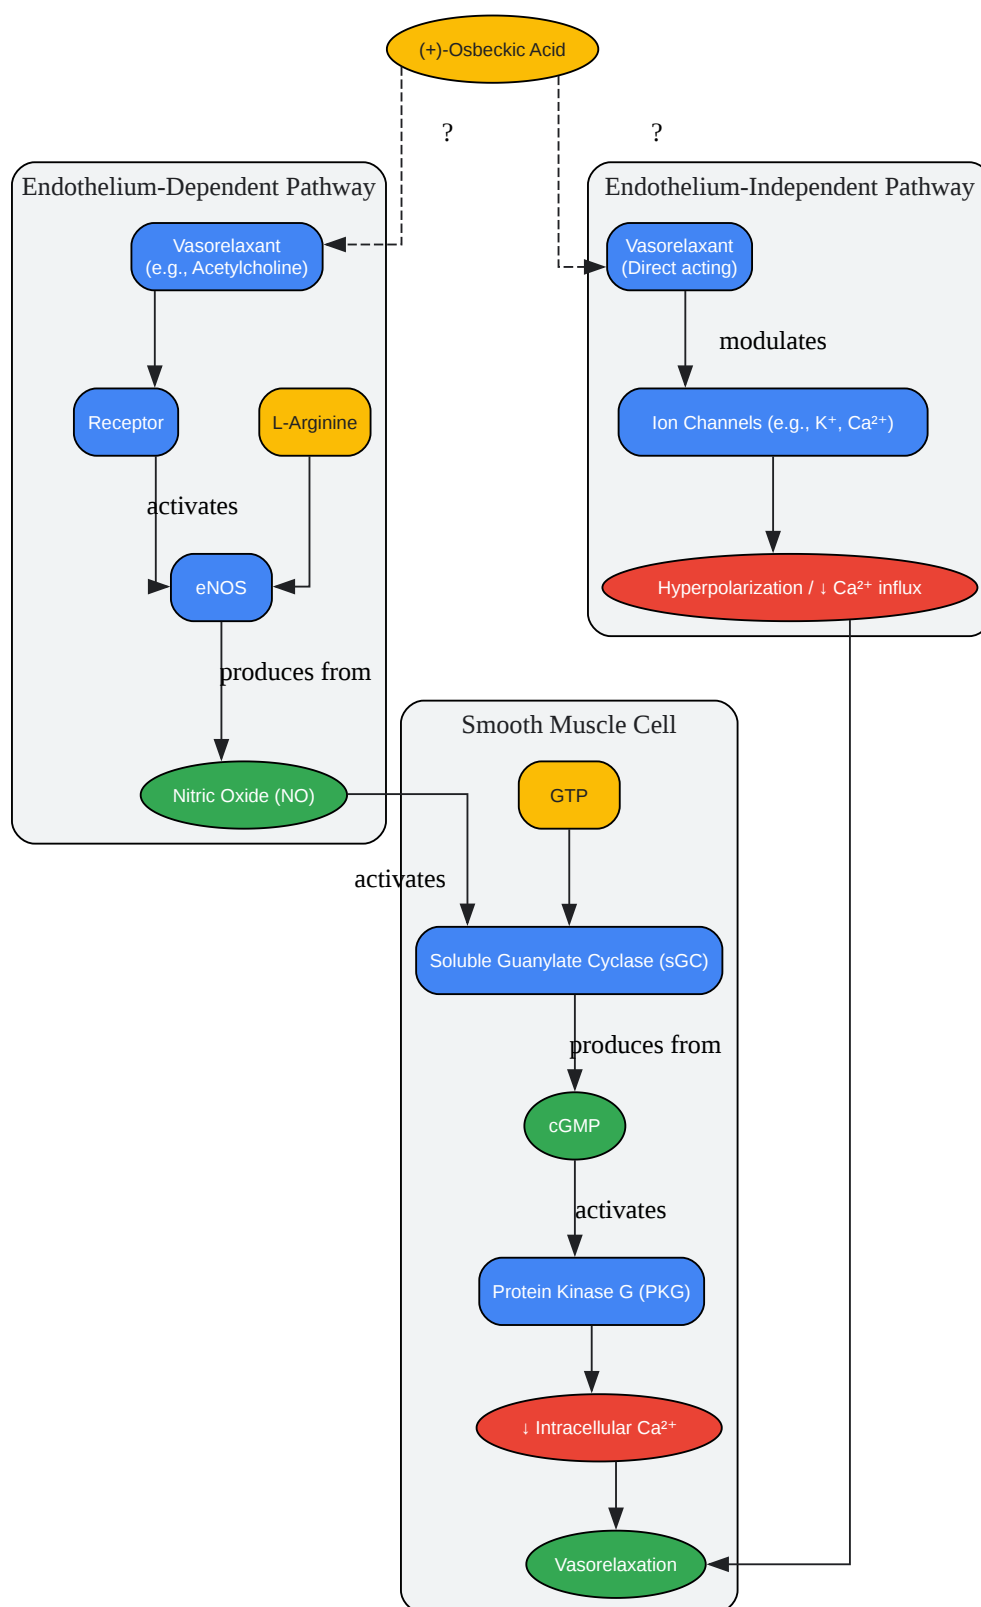 (+)-Osbeckic Acid
?
?
Endothelium-Dependent Pathway
Vasorelaxant
(e.g., Acetylcholine)
Receptor
L-Arginine
activates
eNOS
produces from
Nitric Oxide (NO)
activates
Endothelium-Independent Pathway
Vasorelaxant
(Direct acting)
modulates
Ion Channels (e.g., K⁺, Ca²⁺)
Hyperpolarization / ↓ Ca²⁺ influx
Smooth Muscle Cell
GTP
Soluble Guanylate Cyclase (sGC)
produces from
cGMP
activates
Protein Kinase G (PKG)
↓ Intracellular Ca²⁺
Vasorelaxation